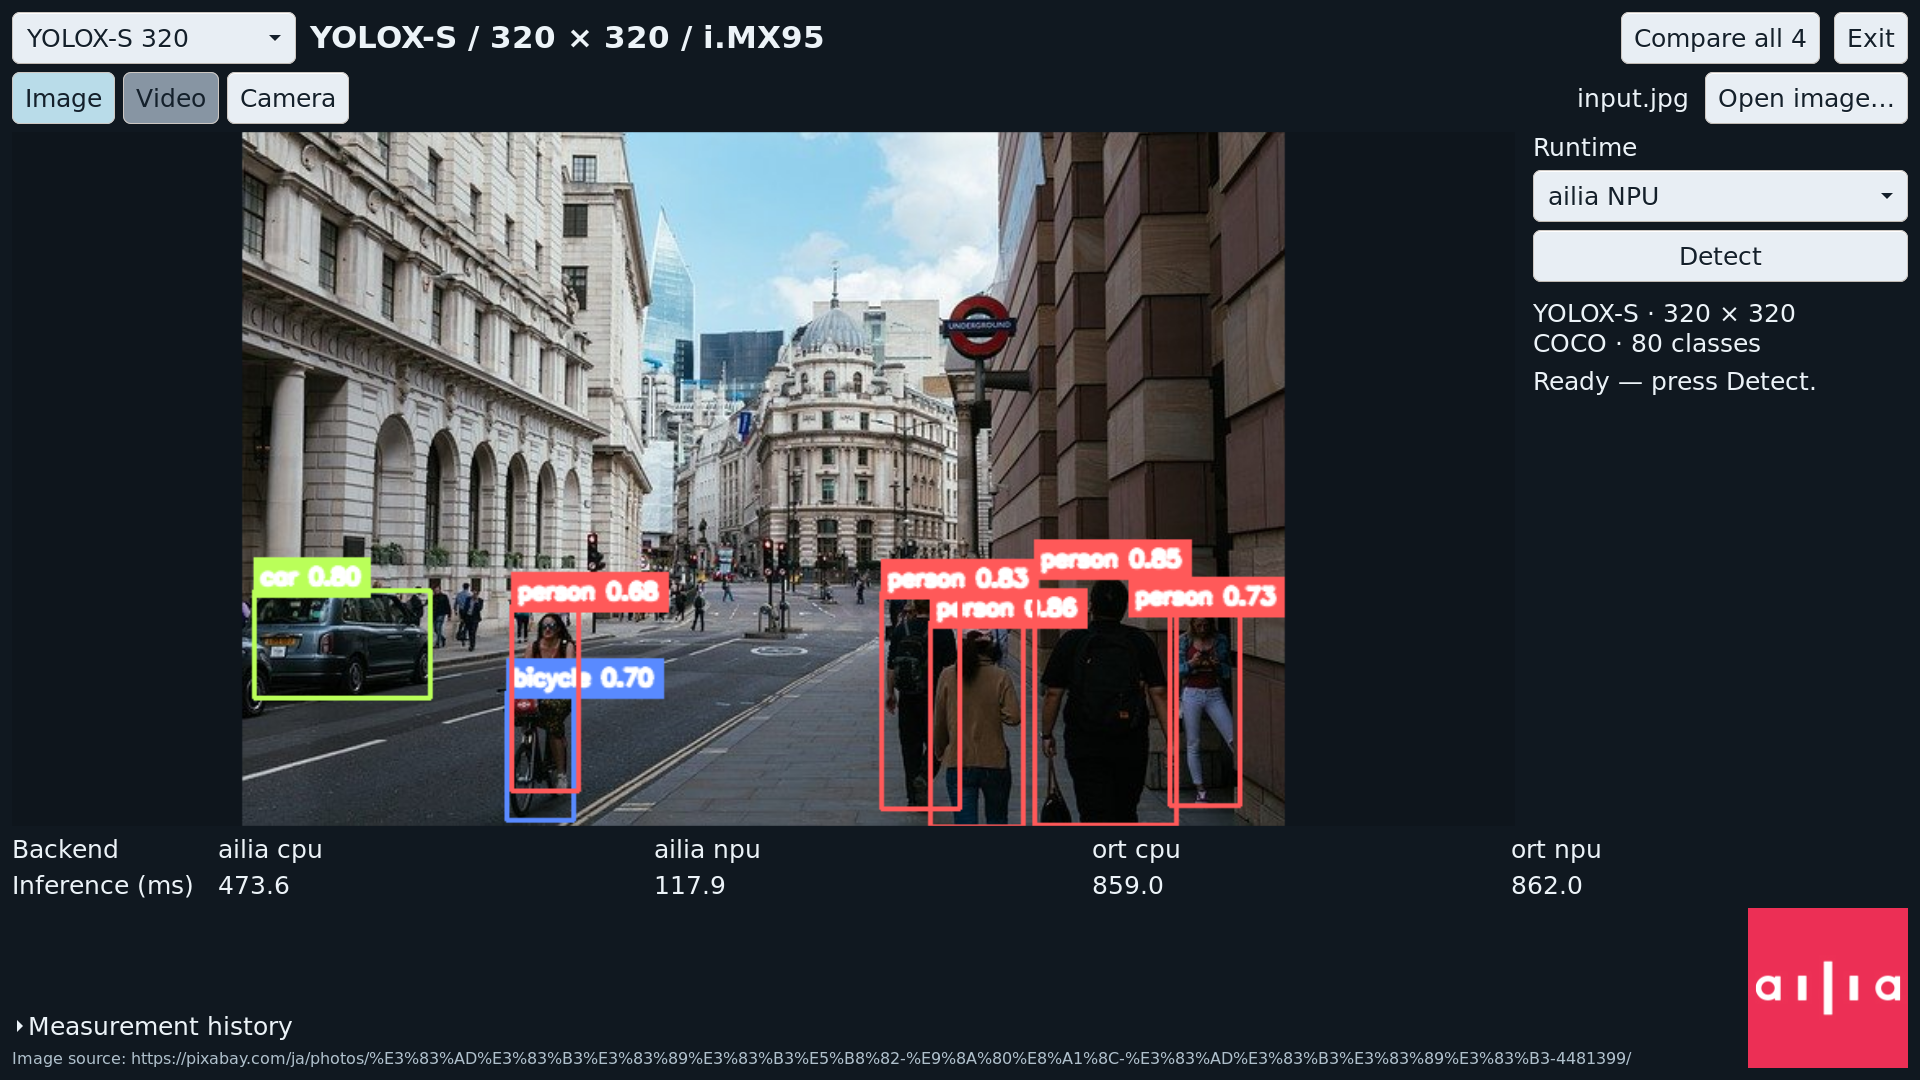 YOLOX-S 320
YOLOX-S / 320 × 320 / i.MX95
Compare all 4
Exit
Image
Video
Camera
input.jpg
Open image...
Runtime
ailia NPU
Detect
YOLOX-S · 320 × 320
COCO · 80 classes
Ready — press Detect.
UNDERGROUND
car 0.80
person 0.68
bicycle 0.70
person 0.83
person 0.86
person 0.85
person 0.73
Backend ailia cpu ailia npu ort cpu ort npu
Inference (ms) 473.6 117.9 859.0 862.0
ailia
Measurement history
Image source: https://pixabay.com/ja/photos/%E3%83%AD%E3%83%B3%E3%83%89%E3%83%B3%E5%B8%82-%E9%8A%80%E8%A1%8C-%E3%83%AD%E3%83%B3%E3%83%89%E3%83%B3-4481399/